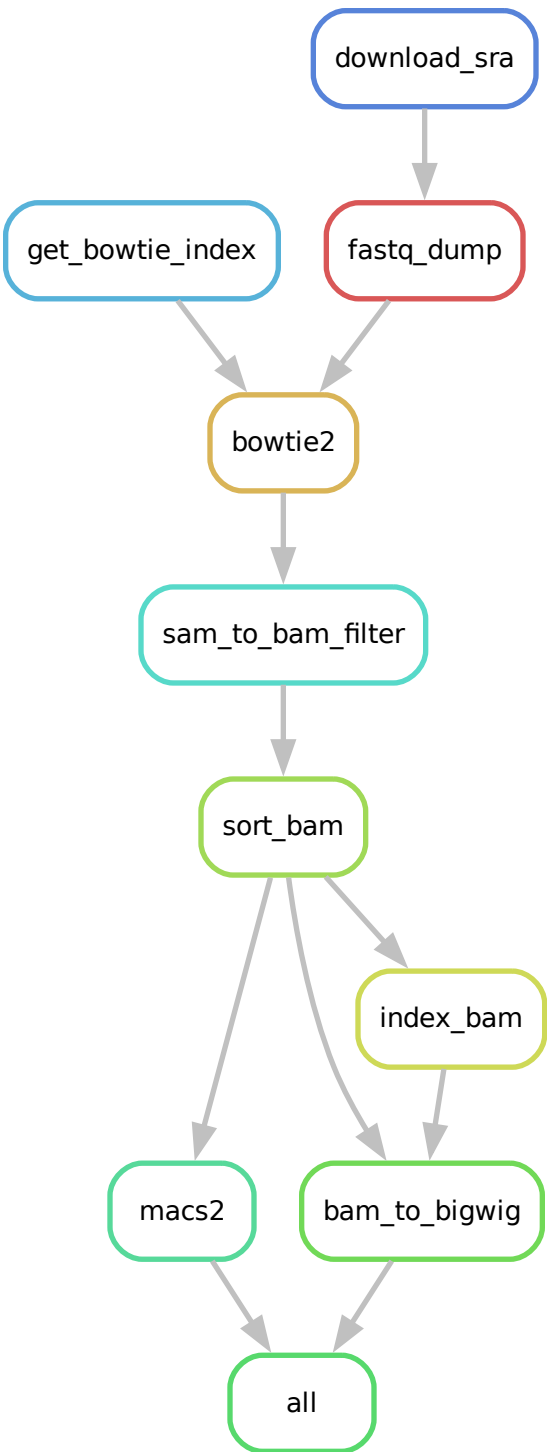 download_sra
get_bowtie_index
fastq_dump
bowtie2
sam_to_bam_filter
sort_bam
index_bam
macs2
bam_to_bigwig
all